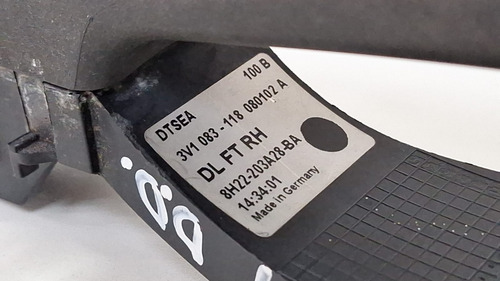 DTSEA 100 B
3V1 083-118 080102 A
DL FT RH
8H22-203A28-BA
14:34:01
Made in Germany